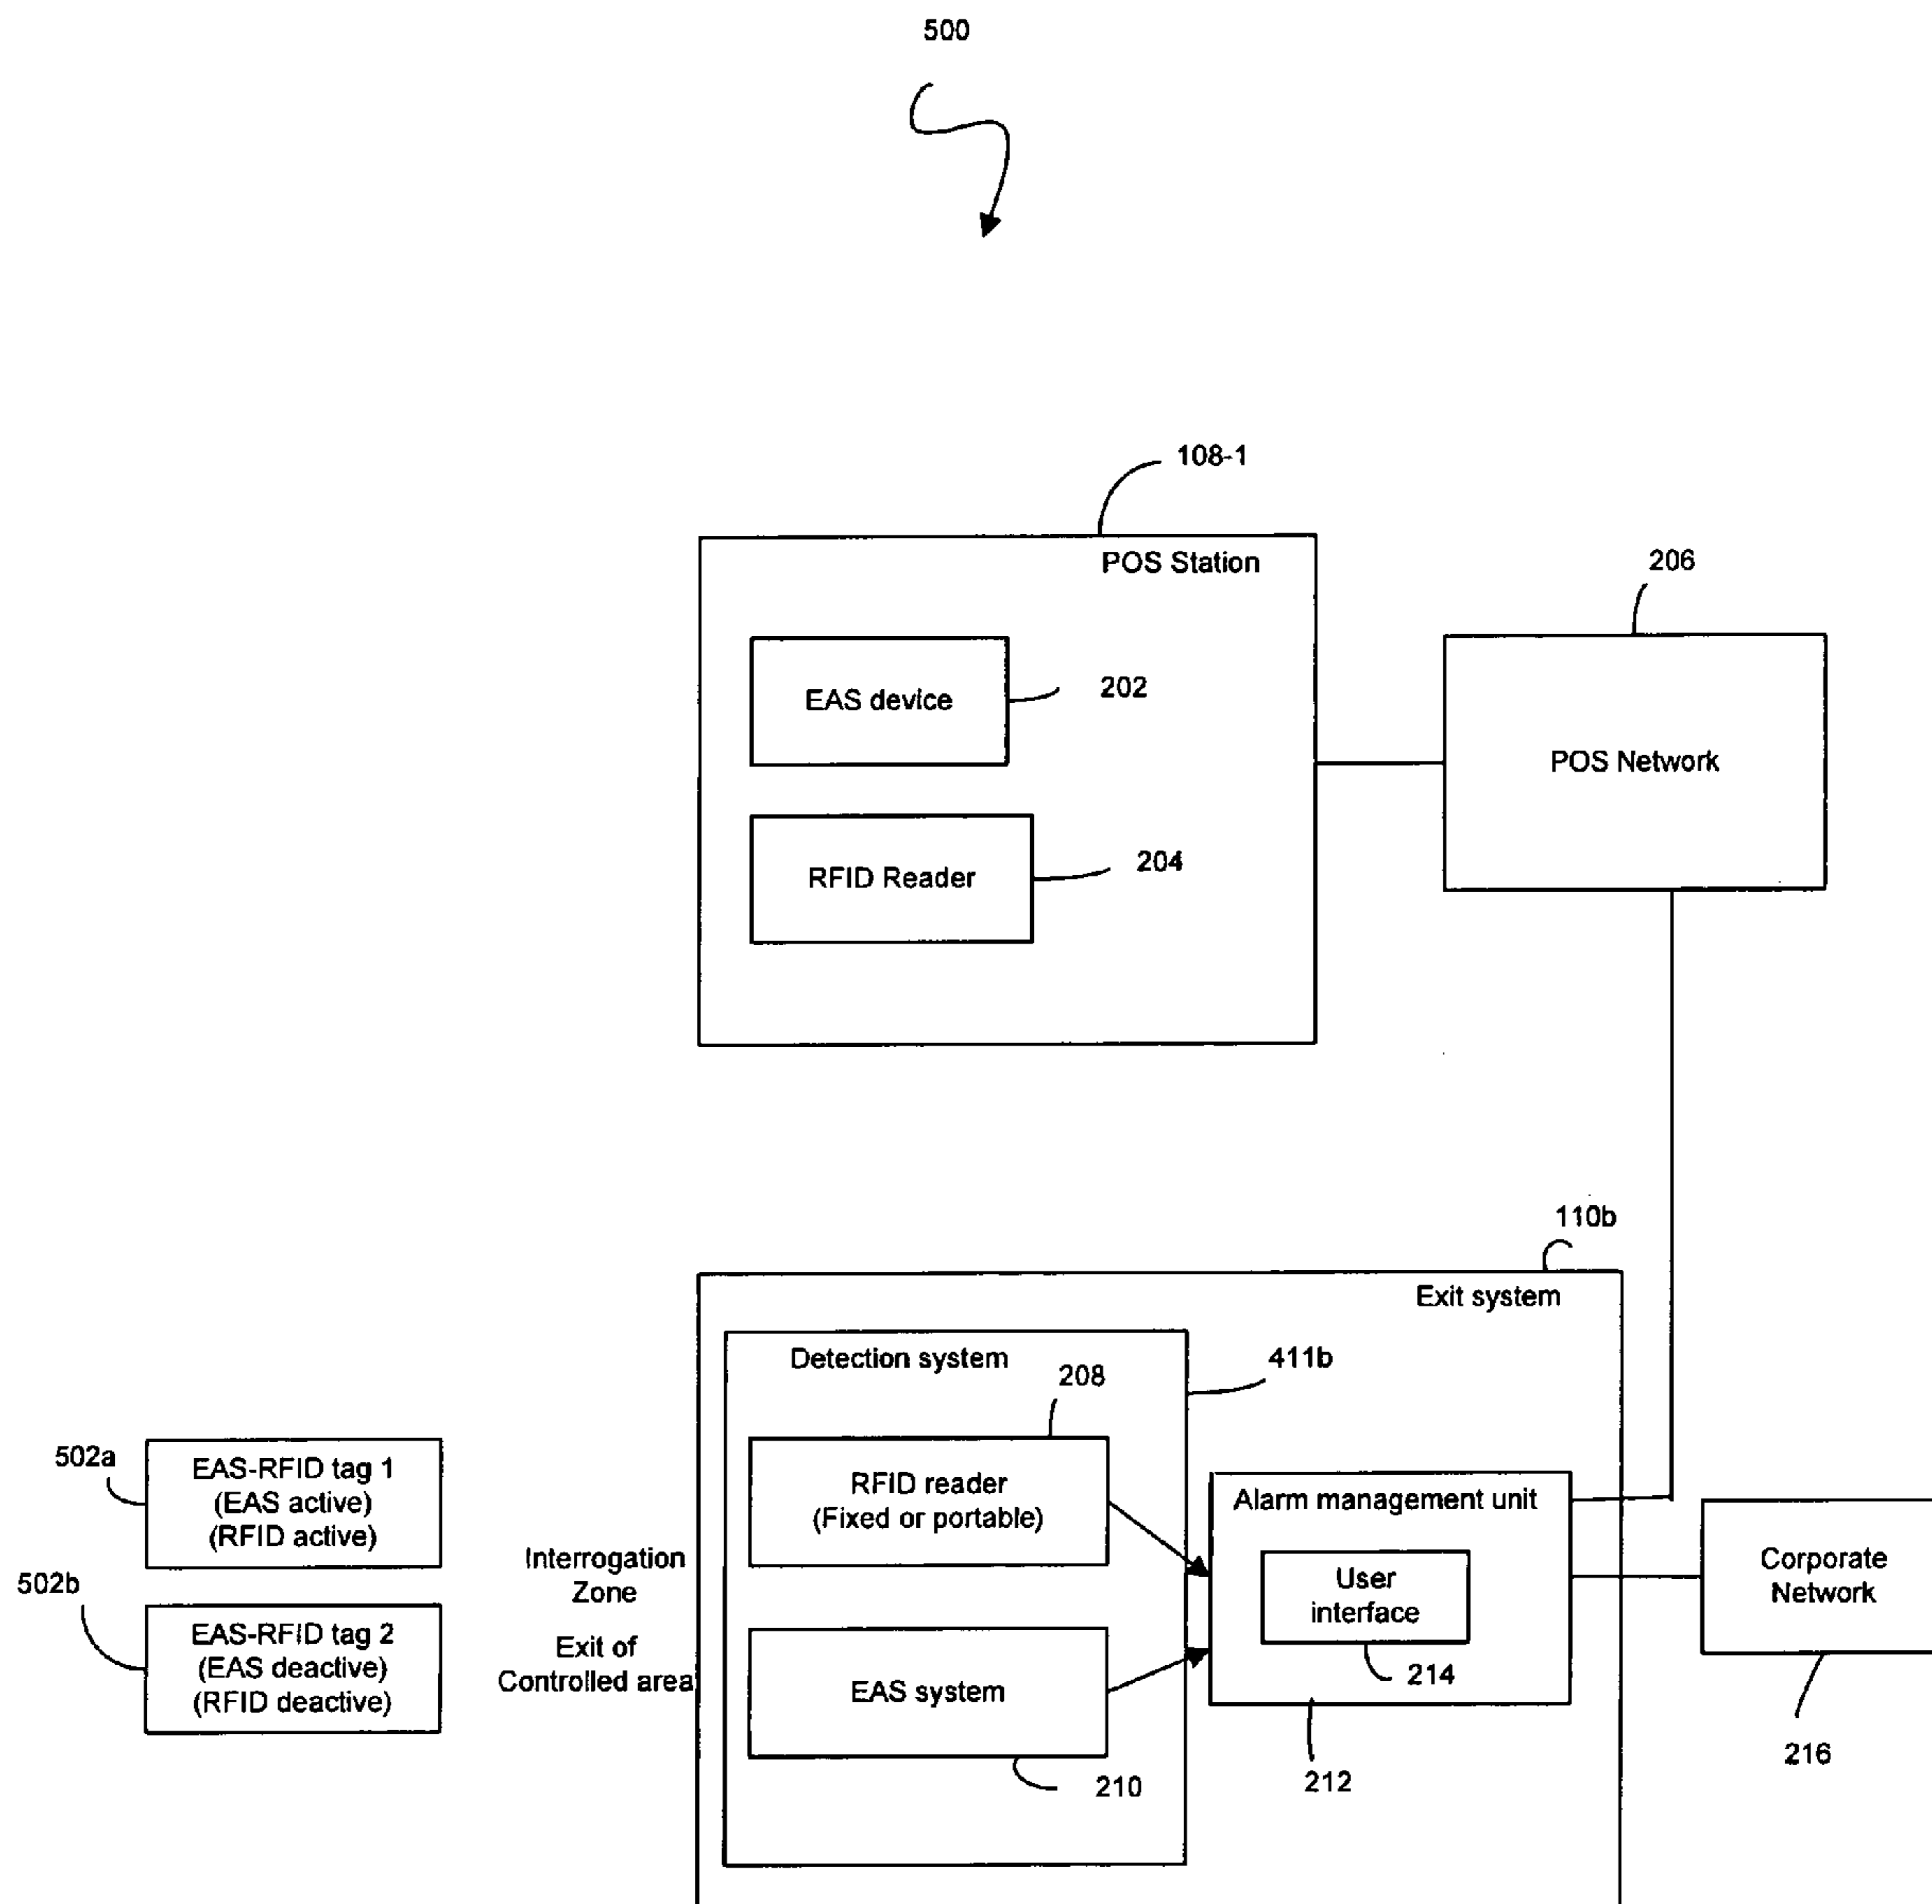 500
108-1
POS Station
206
EAS device
202
POS Network
RFID Reader
204
110b
Exit system
Detection system
411b
208
502a
EAS-RFID tag 1
(EAS active)
(RFID active)
RFID reader
(Fixed or portable)
Alarm management unit
Interrogation
Zone
User
interface
Corporate
Network
502b
EAS-RFID tag 2
(EAS deactive)
(RFID deactive)
Exit of
Controlled area
EAS system
214
210
212
216